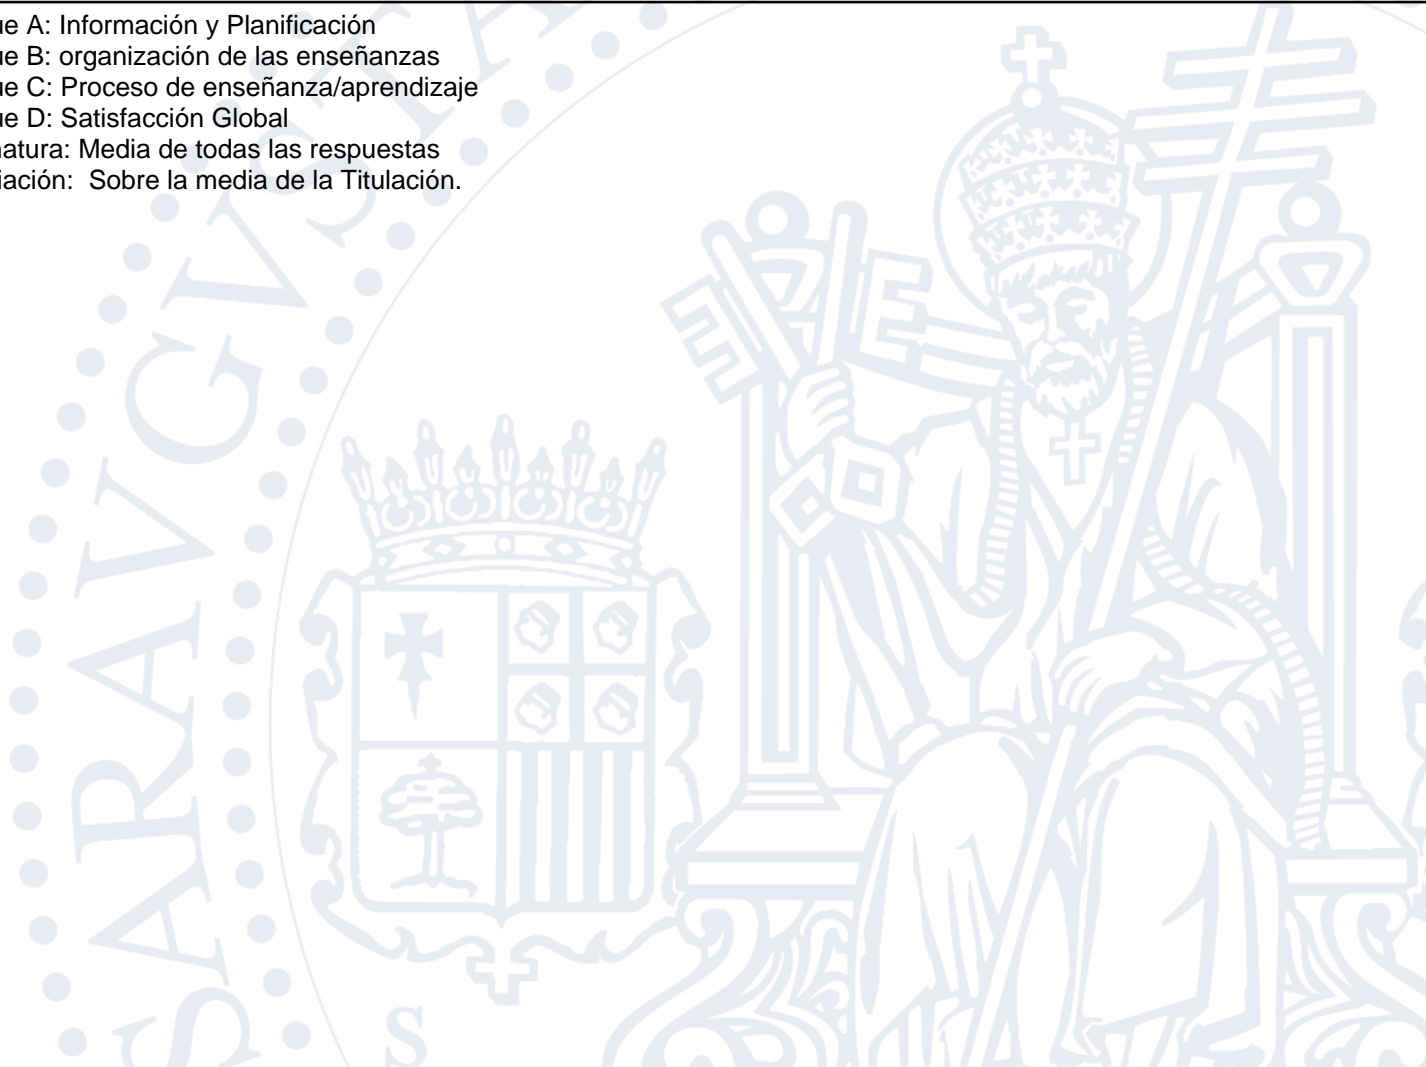 ue A: Información y Planificación
ue B: organización de las enseñanzas
ue C: Proceso de enseñanza/aprendizaje
ue D: Satisfacción Global
natura: Media de todas las respuestas
iación: Sobre la media de la Titulación.
SARAVGVSTA
S